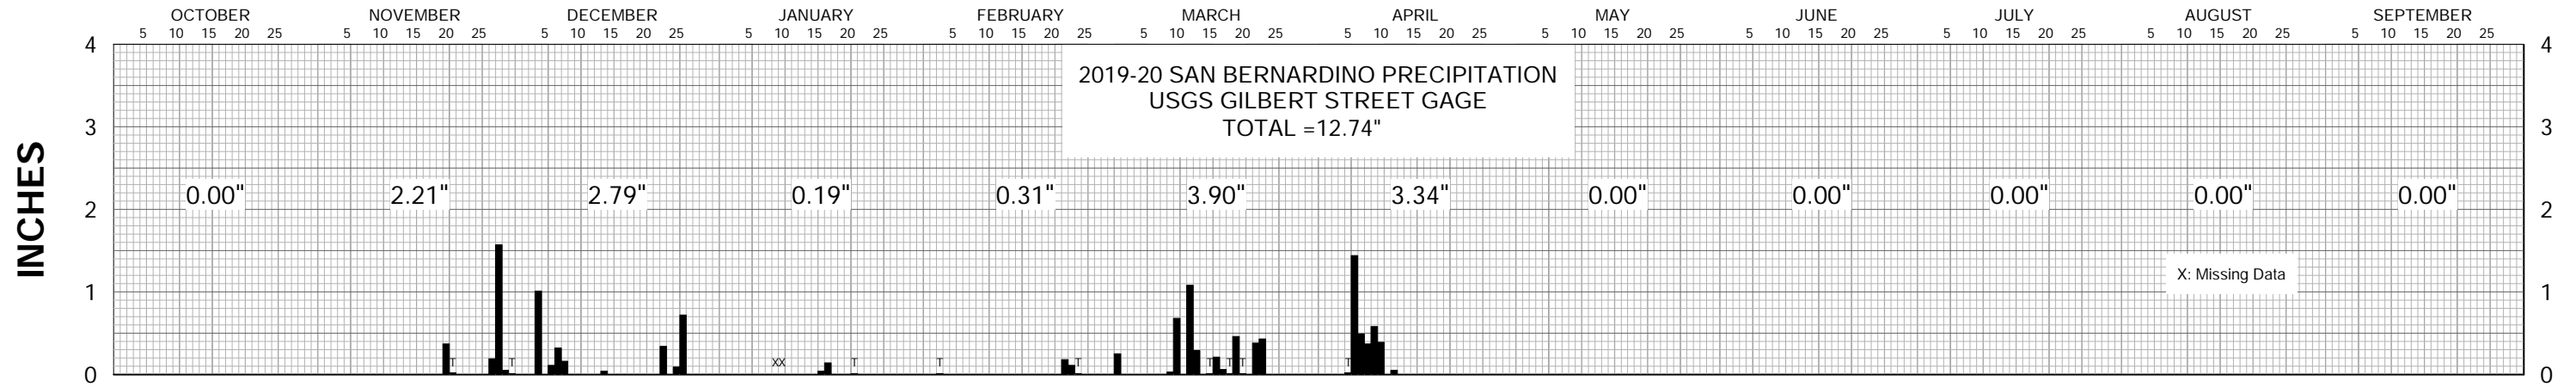 OCTOBER NOVEMBER DECEMBER JANUARY FEBRUARY MARCH APRIL MAY JUNE JULY AUGUST SEPTEMBER
5 10 15 20 25 5 10 15 20 25 5 10 15 20 25 5 10 15 20 25 5 10 15 20 25 5 10 15 20 25 5 10 15 20 25 5 10 15 20 25 5 10 15 20 25 5 10 15 20 25 5 10 15 20 25 5 10 15 20 25
4 4
2019-20 SAN BERNARDINO PRECIPITATION
USGS GILBERT STREET GAGE
3 TOTAL =12.74" 3
INCHES
0.00" 2.21" 2.79" 0.19" 0.31" 3.90" 3.34" 0.00" 0.00" 0.00" 0.00" 0.00"
2 2
X: Missing Data
1 1
T T XX T T T T T T T
0 0